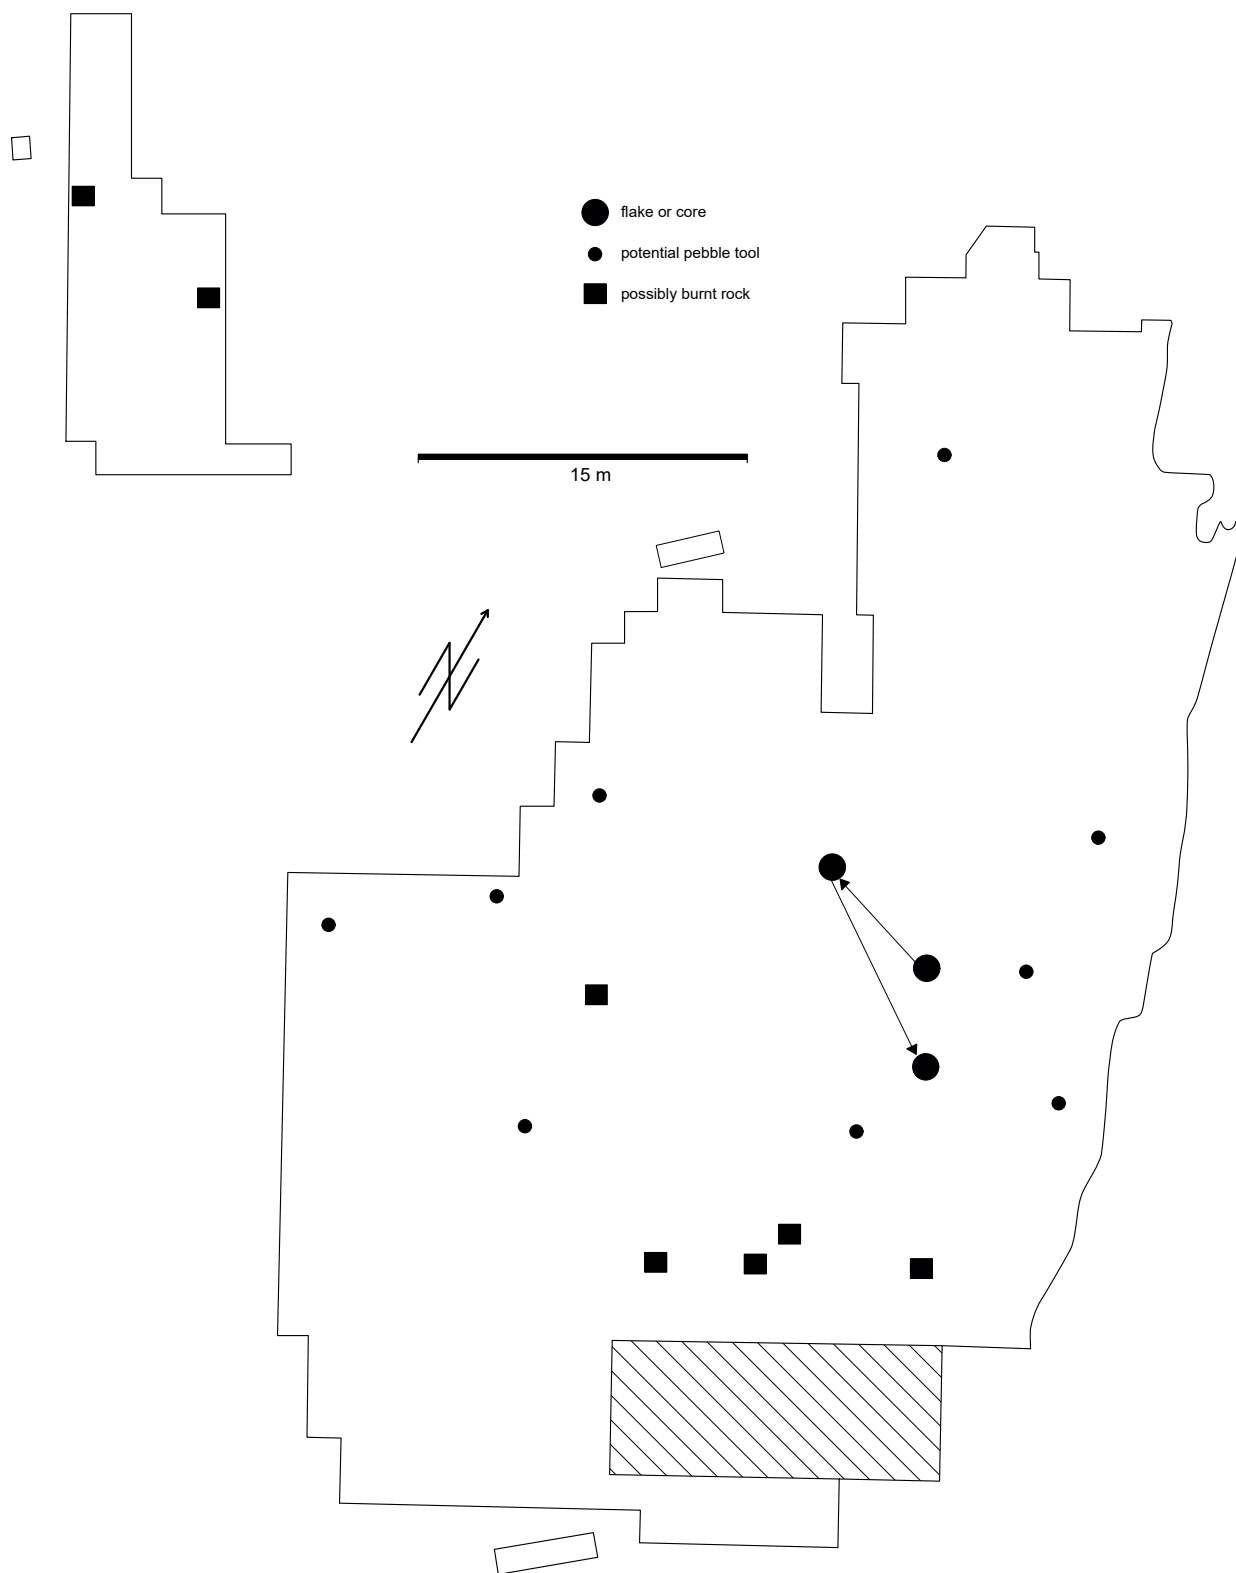 flake or core
potential pebble tool
possibly burnt rock
15 m
N